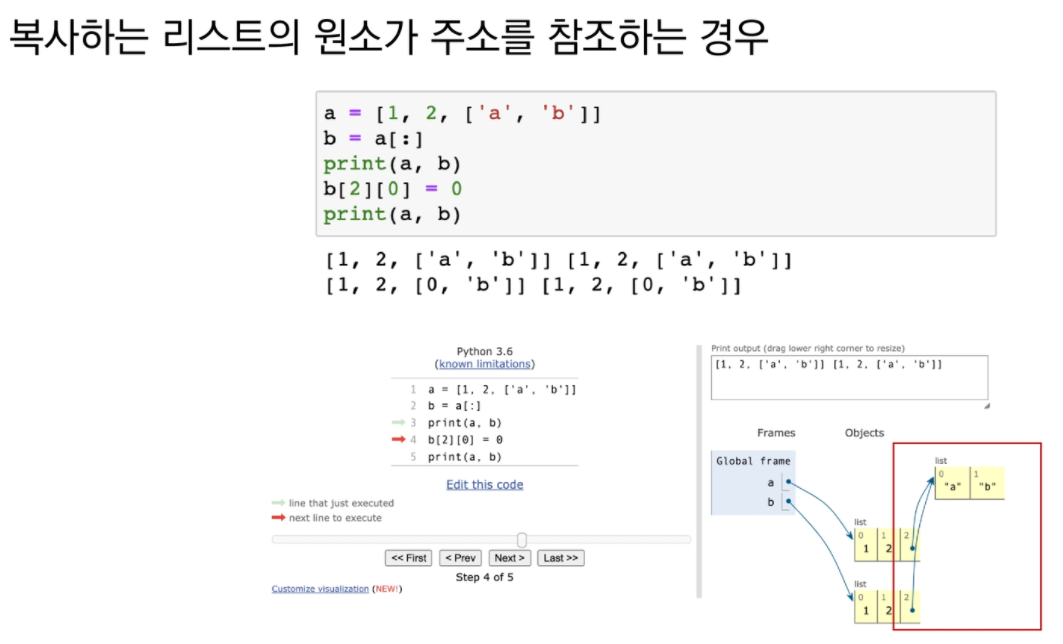 복사하는 리스트의 원소가 주소를 참조하는 경우
a = [1, 2, ['a', 'b']]
b = a[:]
print(a, b)
b[2][0] = 0
print(a, b)
[1, 2, ['a', 'b']] [1, 2, ['a', 'b']]
[1, 2, [0, 'b']] [1, 2, [0, 'b']]
Python 3.6
(known limitations)
1 a = [1, 2, ['a', 'b']]
2 b = a[:]
3 print(a, b)
4 b[2][0] = 0
5 print(a, b)
Edit this code
line that just executed
next line to execute
<< First < Prev Next > Last >>
Step 4 of 5
Customize visualization (NEW!)
Print output (drag lower right corner to resize)
[1, 2, ['a', 'b']] [1, 2, ['a', 'b']]
Frames Objects
Global frame
a
b
list
0 1
"a" "b"
list
0 1 2
1 2
list
0 1 2
1 2